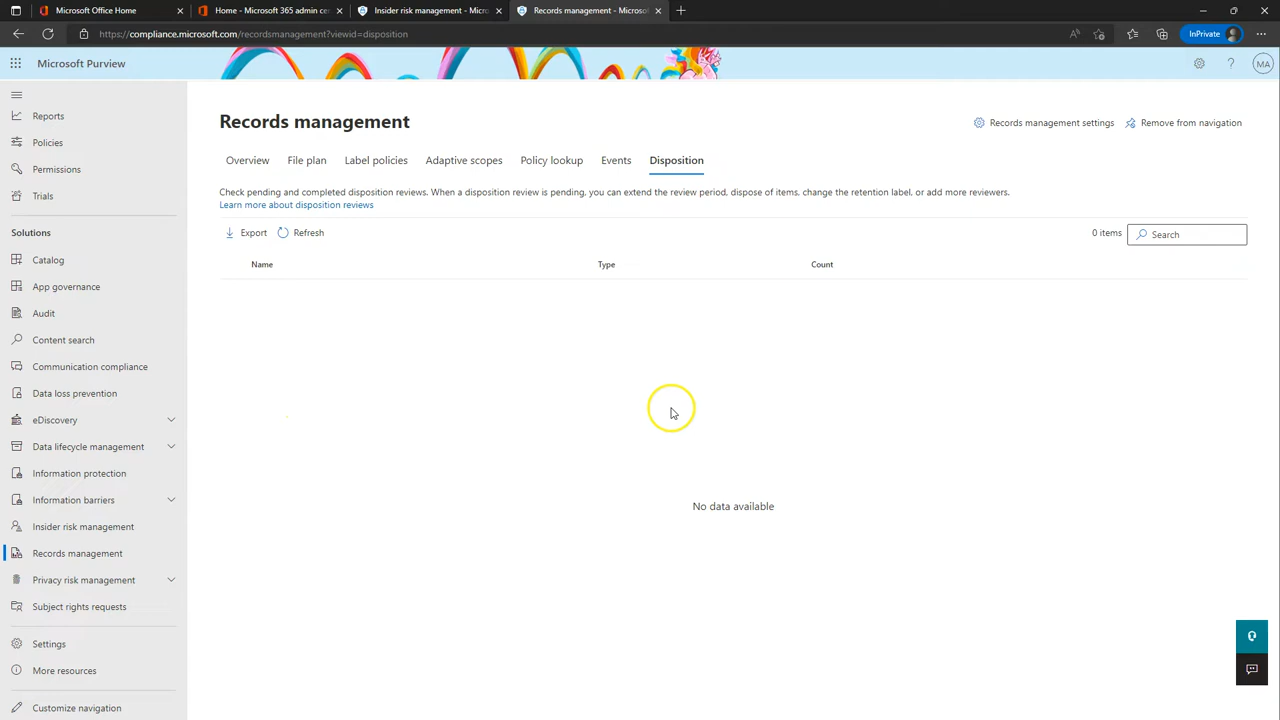 Microsoft Office Home
Home - Microsoft 365 admin cen
Insider risk management - Micro
Records management - Microso
https://compliance.microsoft.com/recordsmanagement?viewid=disposition
InPrivate
Microsoft Purview
MA
Reports
Policies
Permissions
Trials
Solutions
Catalog
App governance
Audit
Content search
Communication compliance
Data loss prevention
eDiscovery
Data lifecycle management
Information protection
Information barriers
Insider risk management
Records management
Privacy risk management
Subject rights requests
Settings
More resources
Customize navigation
Records management
Records management settings
Remove from navigation
Overview
File plan
Label policies
Adaptive scopes
Policy lookup
Events
Disposition
Check pending and completed disposition reviews. When a disposition review is pending, you can extend the review period, dispose of items, change the retention label, or add more reviewers.
Learn more about disposition reviews
Export
Refresh
0 items
Search
Name
Type
Count
No data available